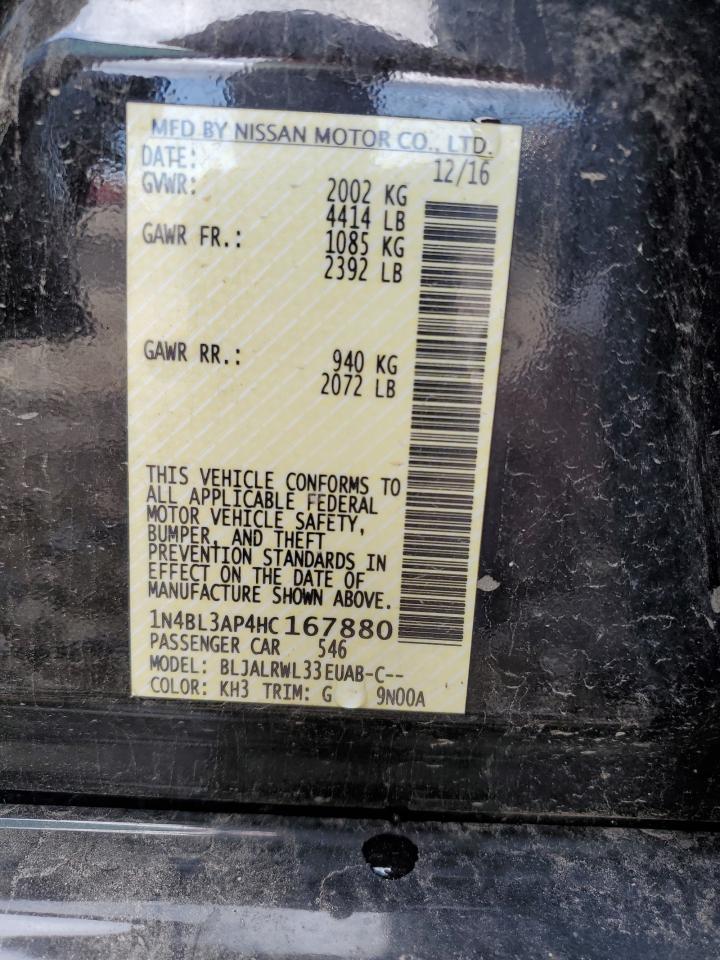 MFD BY NISSAN MOTOR CO., LTD.
DATE: 12/16
GVWR: 2002 KG
4414 LB
GAWR FR.: 1085 KG
2392 LB
GAWR RR.: 940 KG
2072 LB
THIS VEHICLE CONFORMS TO
ALL APPLICABLE FEDERAL
MOTOR VEHICLE SAFETY,
BUMPER, AND THEFT
PREVENTION STANDARDS IN
EFFECT ON THE DATE OF
MANUFACTURE SHOWN ABOVE.
1N4BL3AP4HC167880
PASSENGER CAR 546
MODEL: BLJALRWL33EUAB-C--
COLOR: KH3 TRIM: G 9N00A